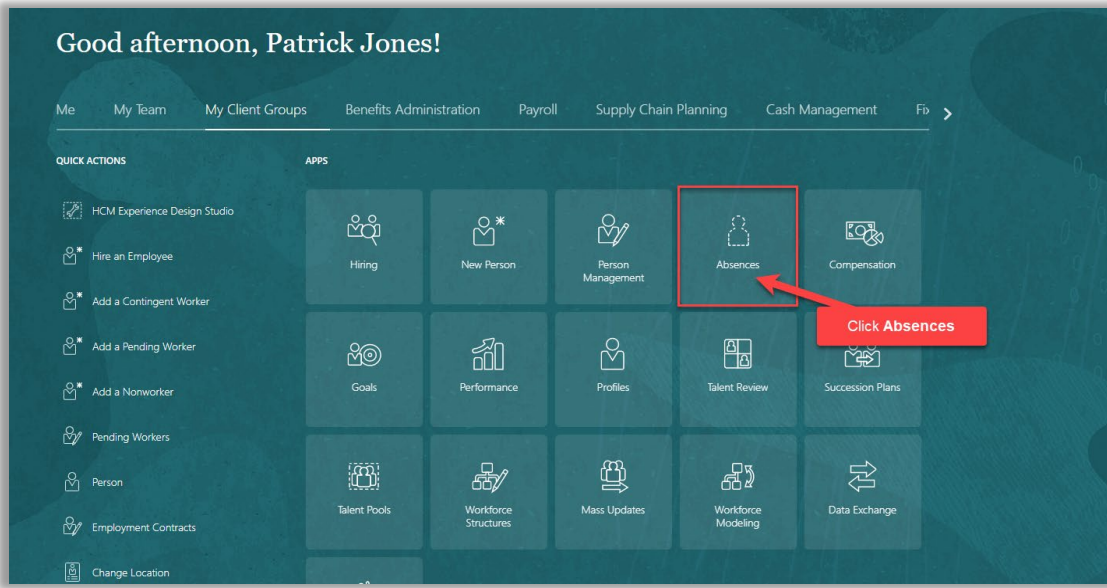 Good afternoon, Patrick Jones!
Me My Team My Client Groups Benefits Administration Payroll Supply Chain Planning Cash Management Fix
QUICK ACTIONS
HCM Experience Design Studio
Hire an Employee
Add a Contingent Worker
Add a Pending Worker
Add a Nonworker
Pending Workers
Person
Employment Contracts
Change Location
APPS
Hiring
New Person
Person
Management
Absences
Compensation
Click Absences
Goals
Performance
Profiles
Talent Review
Succession Plans
Talent Pools
Workforce
Structures
Mass Updates
Workforce
Modeling
Data Exchange